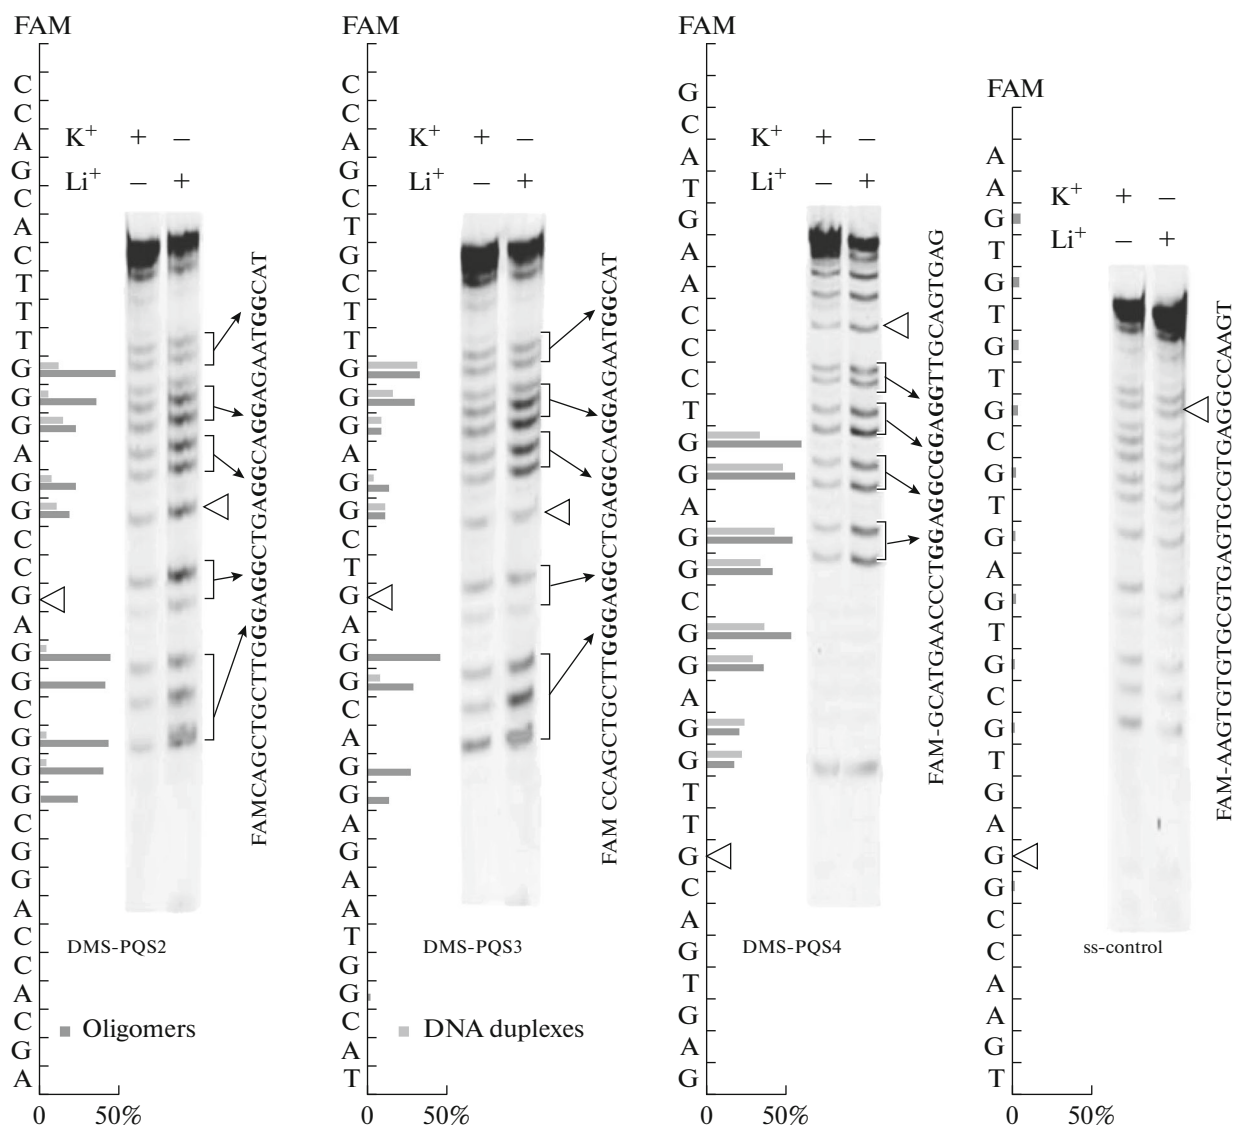 FAM
C C A G C A C T T T G G G A G G C C G A G G C G G G C G G A C C A C G A
K⁺ + −
Li⁺ − +
FAMCAGCTGCTTGGGAGGCTGAGGCAGGAGAATGGCAT
DMS-PQS2
Oligomers
0 50%
FAM
C C A G C T G C T T G G G A G G C T G A G G C A G G A G A A T G G C A T
K⁺ + −
Li⁺ − +
FAM CCAGCTGCTTGGGAGGCTGAGGCAGGAGAATGGCAT
DMS-PQS3
DNA duplexes
0 50%
FAM
G C A T G A A C C C T G G A G G C G G A G G T T G C A G T G A G
K⁺ + −
Li⁺ − +
FAM-GCATGAACCCTGGAGGCGGAGGTTGCAGTGAG
DMS-PQS4
0 50%
FAM
A A G T G T G T G C G T G A G T G C G T G A G G C C A A G T
K⁺ + −
Li⁺ − +
FAM-AAGTGTGTGCGTGAGTGCGTGAGGCCAAGT
ss-control
0 50%